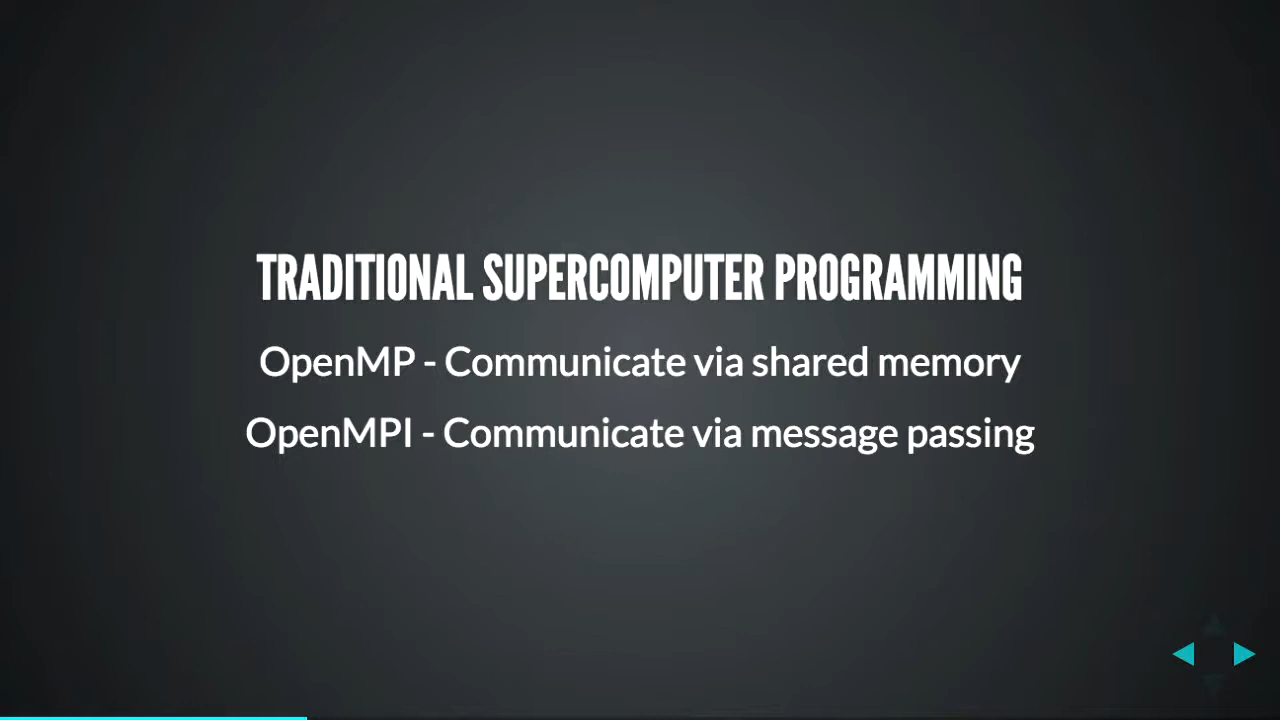 TRADITIONAL SUPERCOMPUTER PROGRAMMING
OpenMP - Communicate via shared memory
OpenMPI - Communicate via message passing